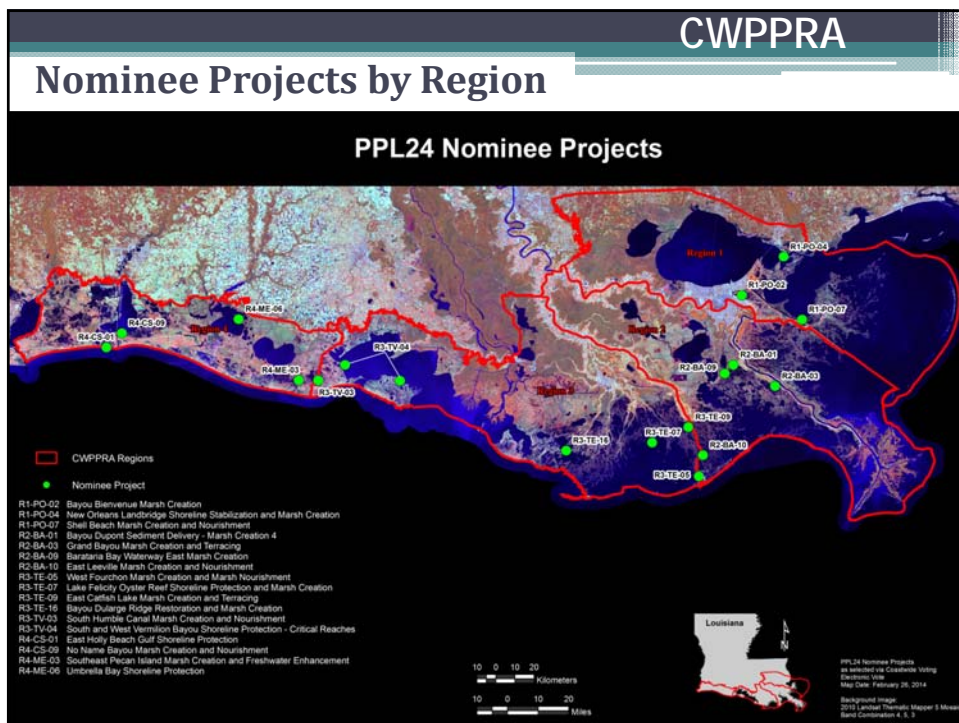 CWPPRA
Nominee Projects by Region
PPL24 Nominee Projects
Region 1
R1-PO-04
R1-PO-02
R4-ME-06
R4-CS-09
Region 4
R1-PO-07
Region 2
R4-CS-01
R3-TV-04
R2-BA-01
R2-BA-09
R4-ME-03
R2-BA-03
R3-TV-03
Region 3
R3-TE-09
R3-TE-07
R3-TE-16
R2-BA-10
R3-TE-05
CWPPRA Regions
Nominee Project
R1-PO-02 Bayou Bienvenue Marsh Creation
R1-PO-04 New Orleans Landbridge Shoreline Stabilization and Marsh Creation
R1-PO-07 Shell Beach Marsh Creation and Nourishment
R2-BA-01 Bayou Dupont Sediment Delivery - Marsh Creation 4
R2-BA-03 Grand Bayou Marsh Creation and Terracing
R2-BA-09 Barataria Bay Waterway East Marsh Creation
R2-BA-10 East Leeville Marsh Creation and Nourishment
R3-TE-05 West Fourchon Marsh Creation and Marsh Nourishment
R3-TE-07 Lake Felicity Oyster Reef Shoreline Protection and Marsh Creation
R3-TE-09 East Catfish Lake Marsh Creation and Terracing
R3-TE-16 Bayou Dularge Ridge Restoration and Marsh Creation
R3-TV-03 South Humble Canal Marsh Creation and Nourishment
R3-TV-04 South and West Vermilion Bayou Shoreline Protection - Critical Reaches
R4-CS-01 East Holly Beach Gulf Shoreline Protection
R4-CS-09 No Name Bayou Marsh Creation and Nourishment
R4-ME-03 Southeast Pecan Island Marsh Creation and Freshwater Enhancement
R4-ME-06 Umbrella Bay Shoreline Protection
10 0 10 20
Kilometers
10 0 10 20
Miles
Louisiana
N
PPL24 Nominee Projects
as selected via Coastwide Voting
Electronic Vote
Map Date: February 26, 2014
Background Image:
2010 Landsat Thematic Mapper 5 Mosaic
Band Combination 4, 5, 3